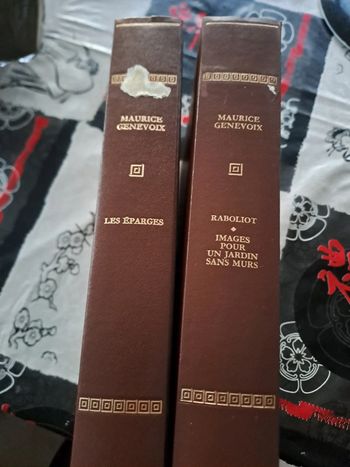 MAURICE
GENEVOIX
LES ÉPARGES
MAURICE
GENEVOIX
RABOLIOT
IMAGES
POUR
UN JARDIN
SANS MURS